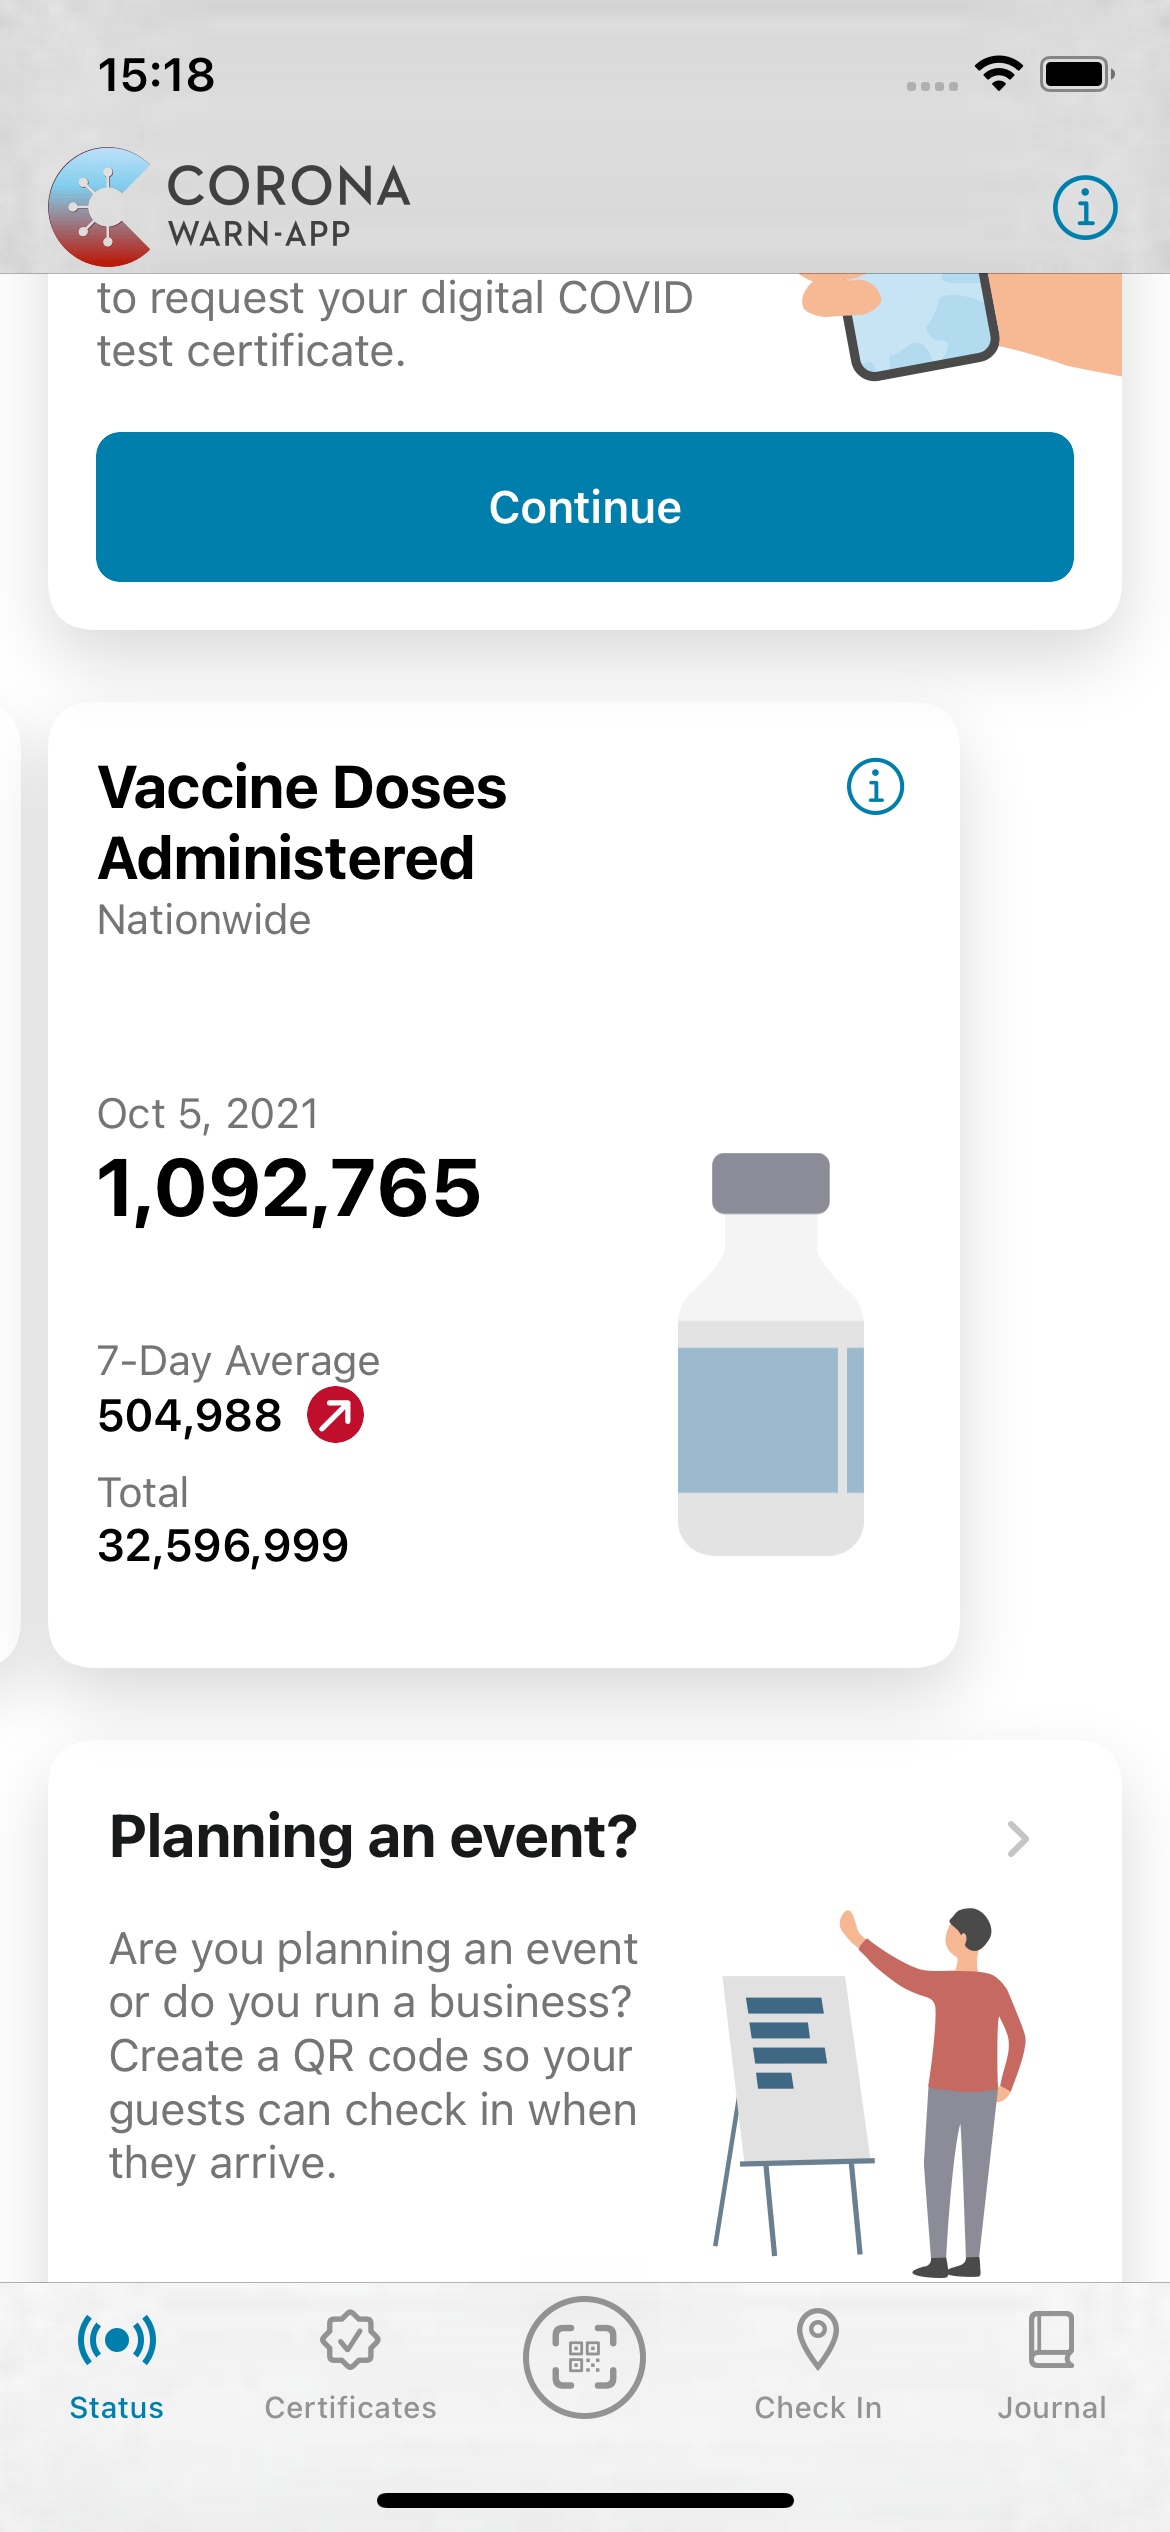 15:18
CORONA
WARN-APP
to request your digital COVID
test certificate.
Continue
Vaccine Doses
Administered
Nationwide
Oct 5, 2021
1,092,765
7-Day Average
504,988
Total
32,596,999
Planning an event?
Are you planning an event
or do you run a business?
Create a QR code so your
guests can check in when
they arrive.
Status
Certificates
Check In
Journal